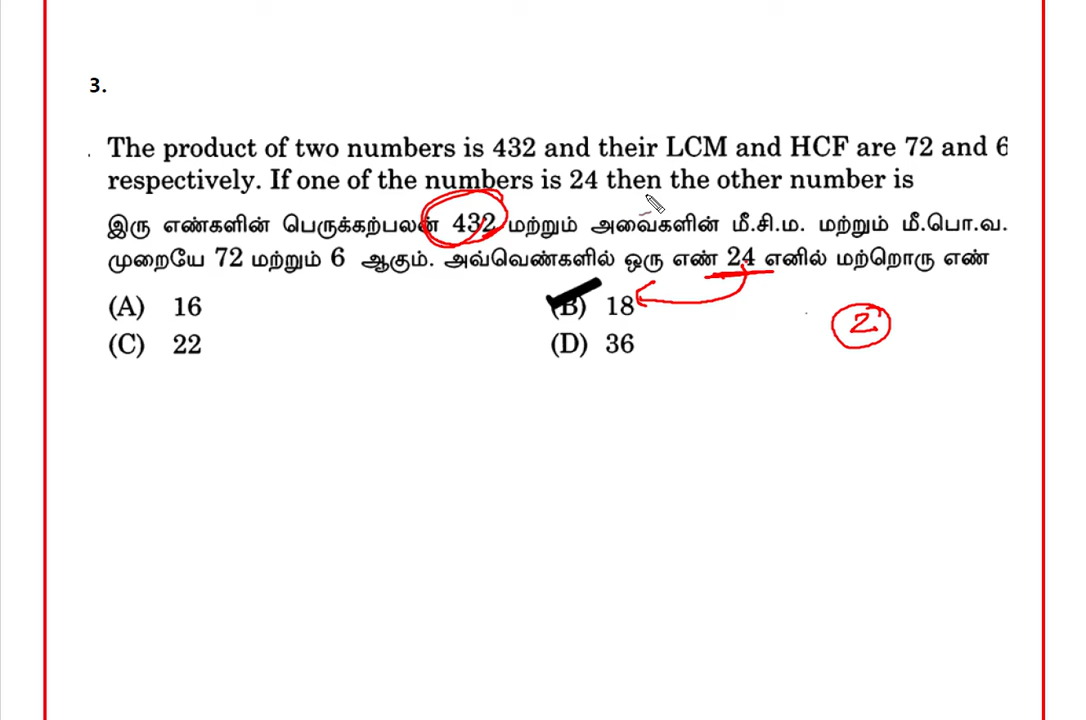 3.
The product of two numbers is 432 and their LCM and HCF are 72 and 6
respectively. If one of the numbers is 24 then the other number is
இரு எண்களின் பெருக்கற்பலன் 432 மற்றும் அவைகளின் மீ.சி.ம. மற்றும் மீ.பொ.வ.
முறையே 72 மற்றும் 6 ஆகும். அவ்வெண்களில் ஒரு எண் 24 எனில் மற்றொரு எண்
(A) 16 (B) 18
2
(C) 22 (D) 36